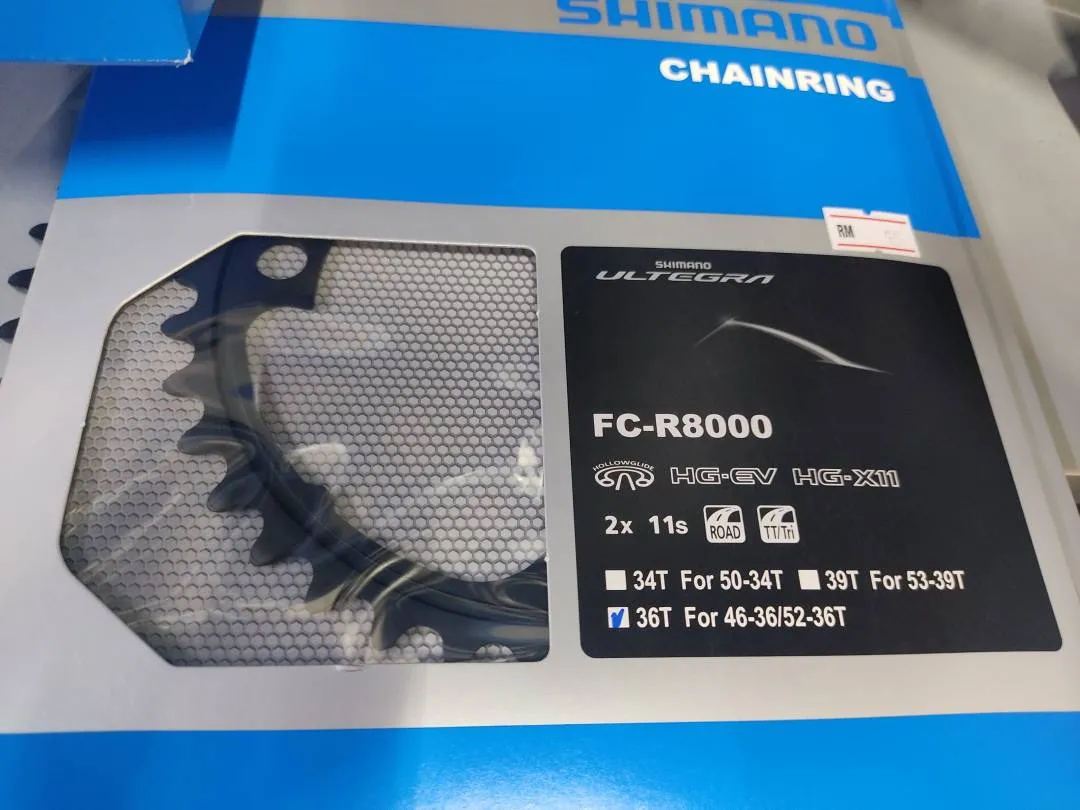 SHIMANO
CHAINRING
RM
SHIMANO
ULTEGRA
FC-R8000
HOLLOWGLIDE
HG-EV HG-X11
2x 11s ROAD TT/Tri
34T For 50-34T 39T For 53-39T
36T For 46-36/52-36T